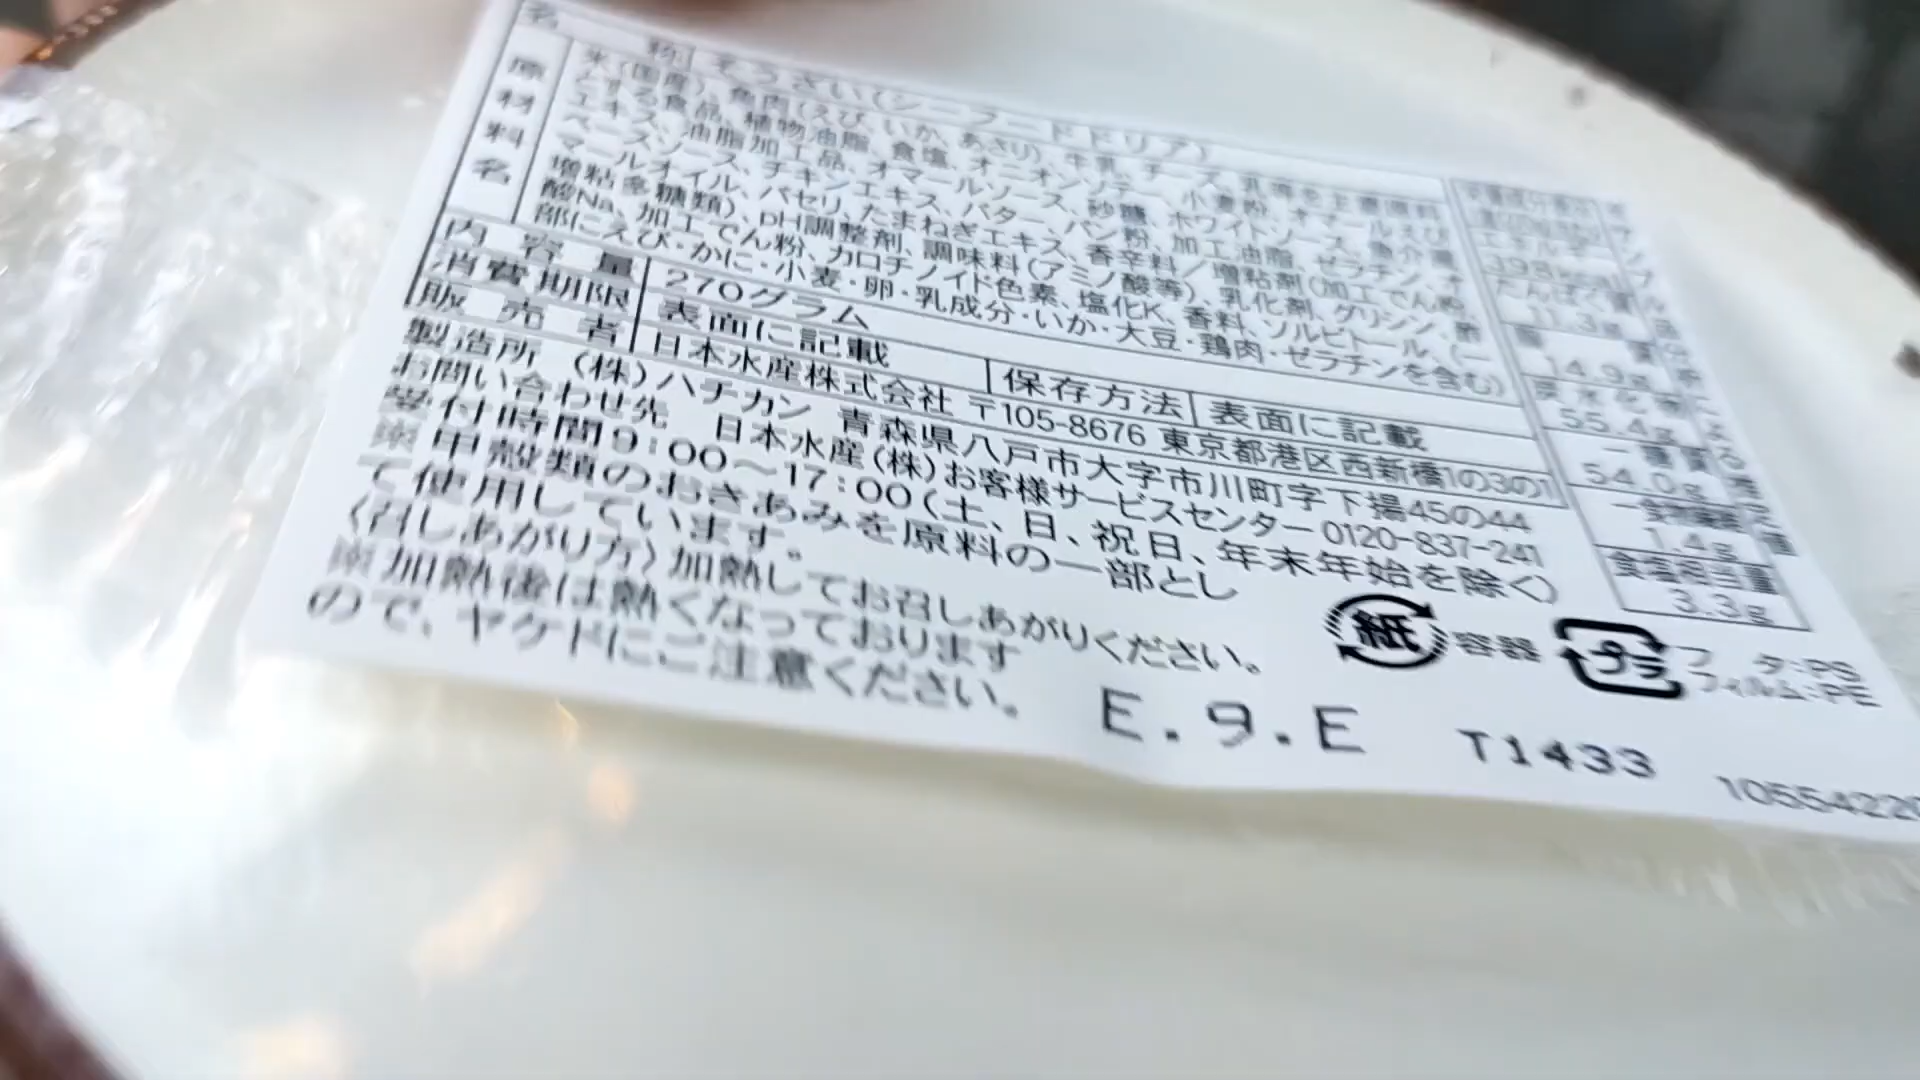 名称 そうざい(シーフードドリア)
原材料名
米(国産)、魚肉(えび、いか、あさり)、牛乳、チーズ、乳等を主要原料
とする食品、植物油脂、食塩、オニオンソテー、小麦粉、オマールえび
エキス、油脂加工品、オマールソース、砂糖、ホワイトソース、魚介濃
ベースソース、チキンエキス、バター、パン粉、加工油脂、ゼラチン、オ
マールオイル、パセリ、たまねぎエキス、香辛料/増粘剤(加工でん粉、
増粘多糖類)、pH調整剤、調味料(アミノ酸等)、乳化剤、グリシン、酢
酸Na、加工でん粉、カロチノイド色素、塩化K、香料、ソルビトール、(一
部にえび・かに・小麦・卵・乳成分・いか・大豆・鶏肉・ゼラチンを含む)
内容量 270グラム
消費期限 表面に記載 保存方法 表面に記載
販売者 日本水産株式会社 〒105-8676 東京都港区西新橋1の3の1
製造所 (株)ハチカン 青森県八戸市大字市川町字下揚45の44
お問い合わせ先 日本水産(株)お客様サービスセンター 0120-837-241
受付時間9:00~17:00(土、日、祝日、年末年始を除く)
※甲殻類のおきあみを原料の一部とし
て使用しています。
〈召しあがり方〉加熱してお召しあがりください。
※加熱後は熱くなっております
ので、ヤケドにご注意ください。
398
たんぱく質
11.3g
14.9g
55.4g
-糖質
54.0g
-食物繊維
1.4g
食塩相当量
3.3g
紙 容器 プラ フタ:PS
フィルム:PE
E.9.E T1433
10554220